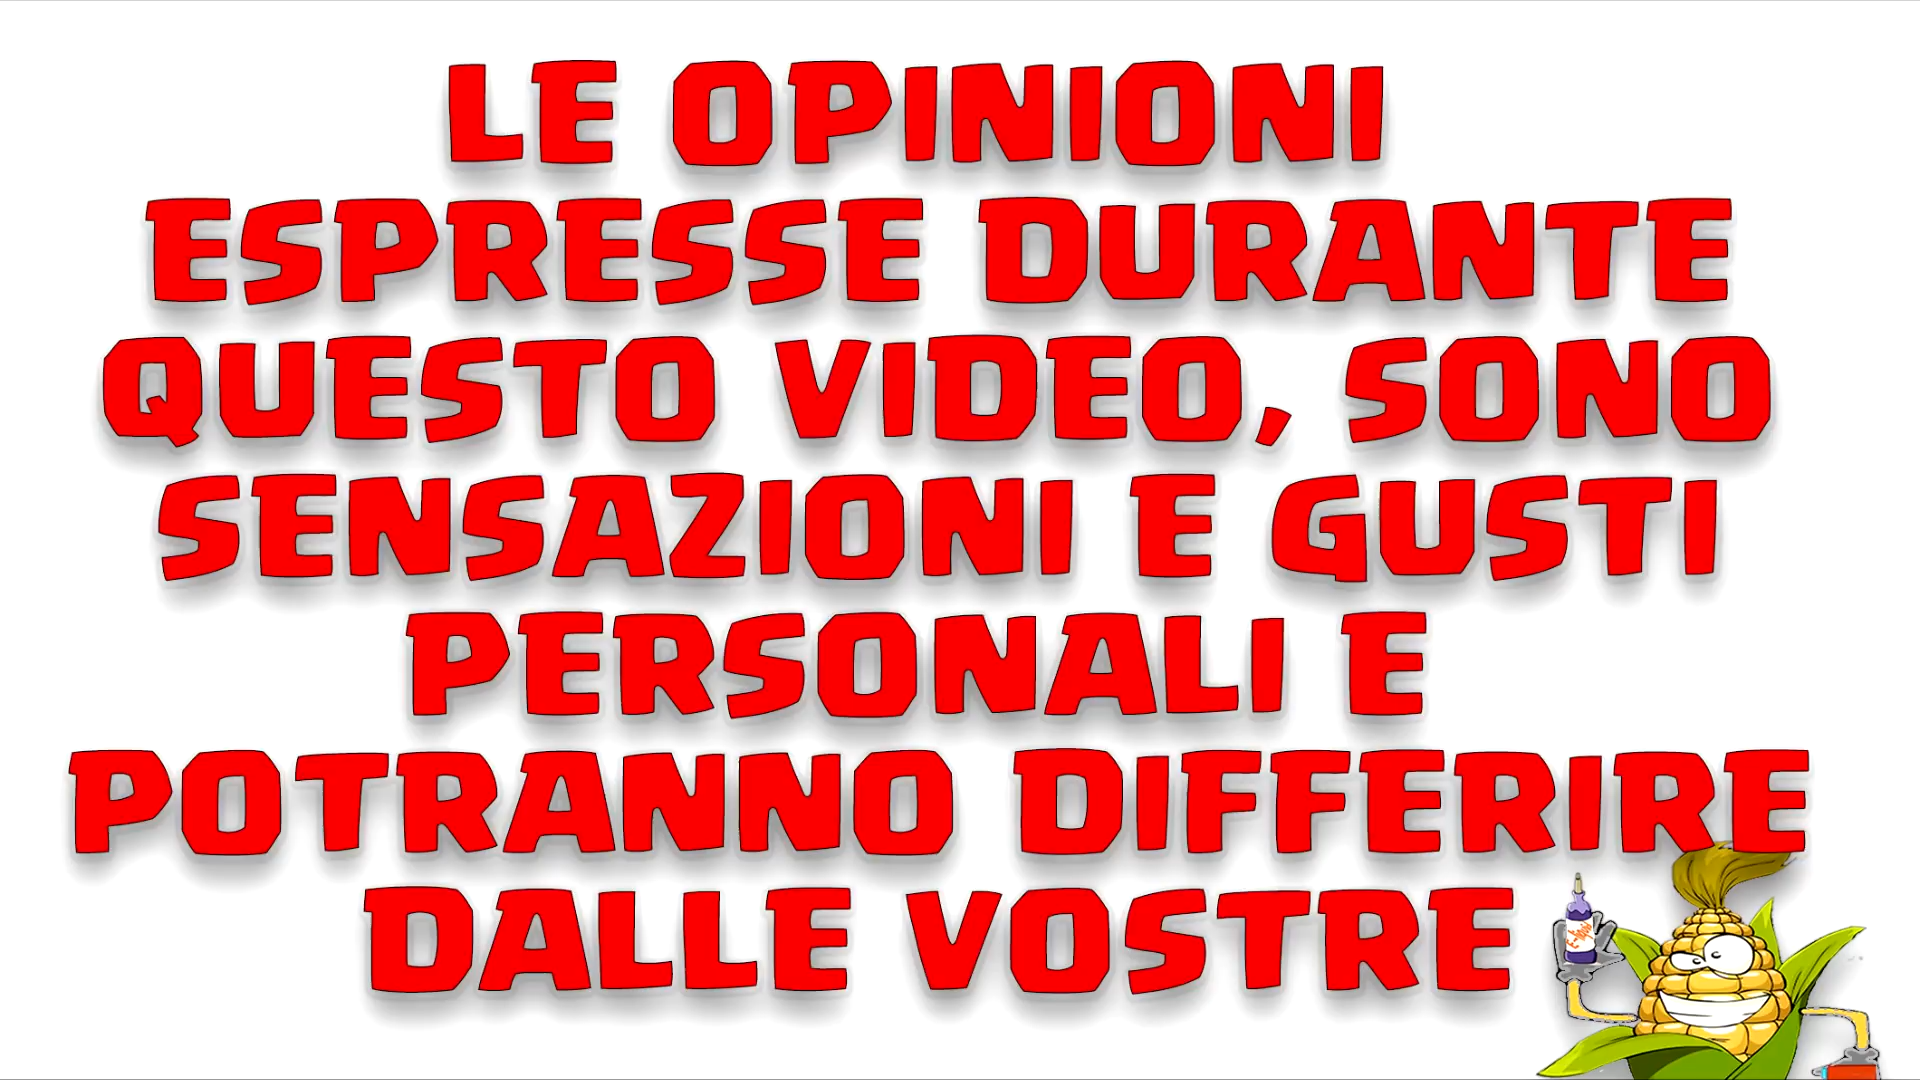 LE OPINIONI
ESPRESSE DURANTE
QUESTO VIDEO, SONO
SENSAZIONI E GUSTI
PERSONALI E
POTRANNO DIFFERIRE
DALLE VOSTRE